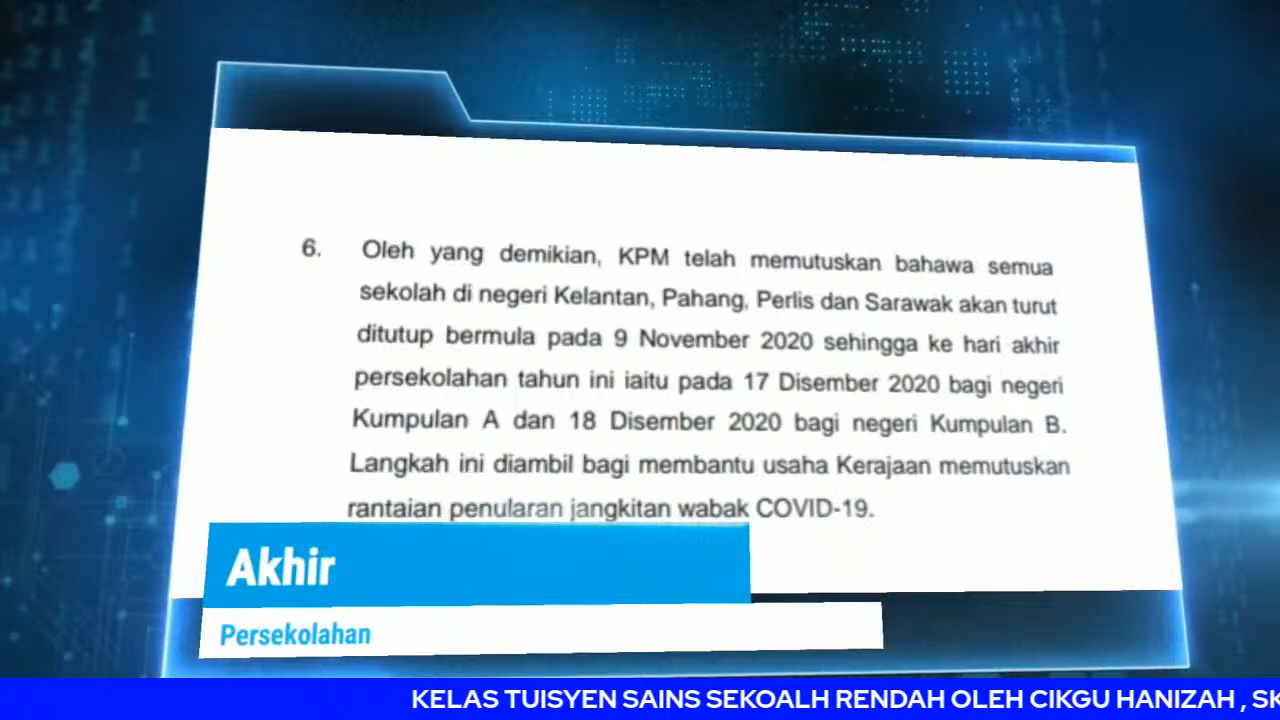 6. Oleh yang demikian, KPM telah memutuskan bahawa semua
sekolah di negeri Kelantan, Pahang, Perlis dan Sarawak akan turut
ditutup bermula pada 9 November 2020 sehingga ke hari akhir
persekolahan tahun ini iaitu pada 17 Disember 2020 bagi negeri
Kumpulan A dan 18 Disember 2020 bagi negeri Kumpulan B.
Langkah ini diambil bagi membantu usaha Kerajaan memutuskan
rantaian penularan jangkitan wabak COVID-19.
Akhir
Persekolahan
KELAS TUISYEN SAINS SEKOALH RENDAH OLEH CIKGU HANIZAH , SK